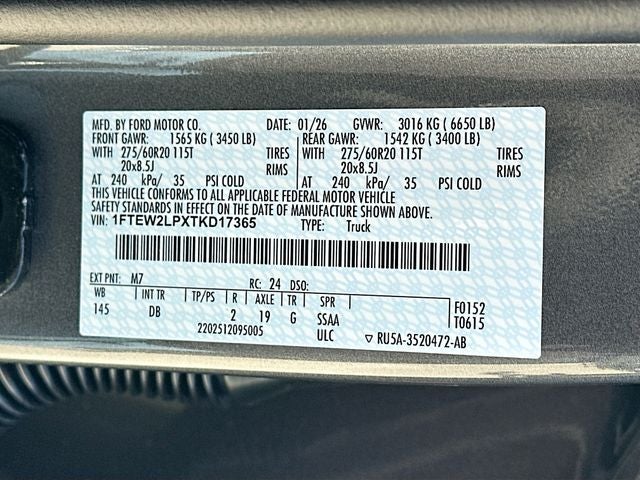 MFD. BY FORD MOTOR CO. DATE: 01/26 GVWR: 3016 KG ( 6650 LB)
FRONT GAWR: 1565 KG ( 3450 LB) REAR GAWR: 1542 KG ( 3400 LB)
WITH 275/60R20 115T TIRES WITH 275/60R20 115T TIRES
20x8.5J RIMS 20x8.5J RIMS
AT 240 kPa/ 35 PSI COLD AT 240 kPa/ 35 PSI COLD
THIS VEHICLE CONFORMS TO ALL APPLICABLE FEDERAL MOTOR VEHICLE
SAFETY STANDARDS IN EFFECT ON THE DATE OF MANUFACTURE SHOWN ABOVE.
VIN: 1FTEW2LPXTKD17365 TYPE: Truck
EXT PNT: M7 RC: 24 DSO:
WB INT TR TP/PS R AXLE TR SPR F0152
145 DB 2 19 G SSAA T0615
2202512095005 ULC ▽ RU5A-3520472-AB